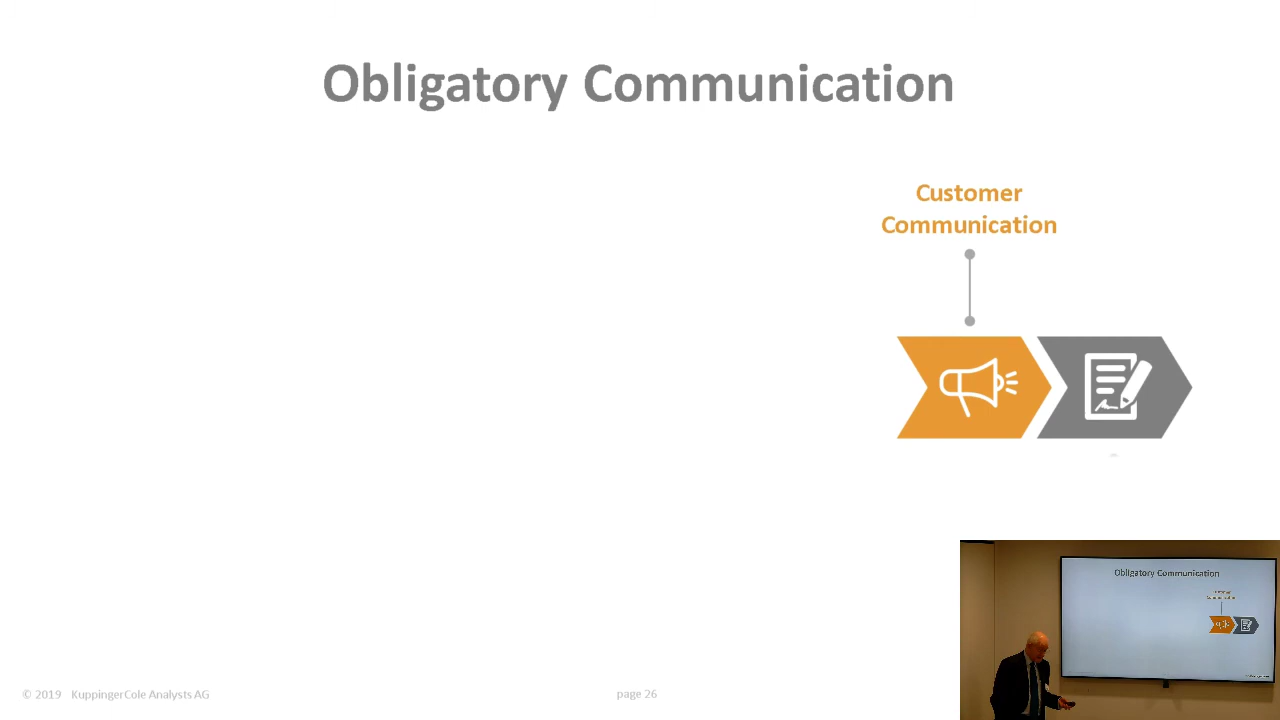 Obligatory Communication
Customer
Communication
© 2019 KuppingerCole Analysts AG
page 26
Obligatory Communication